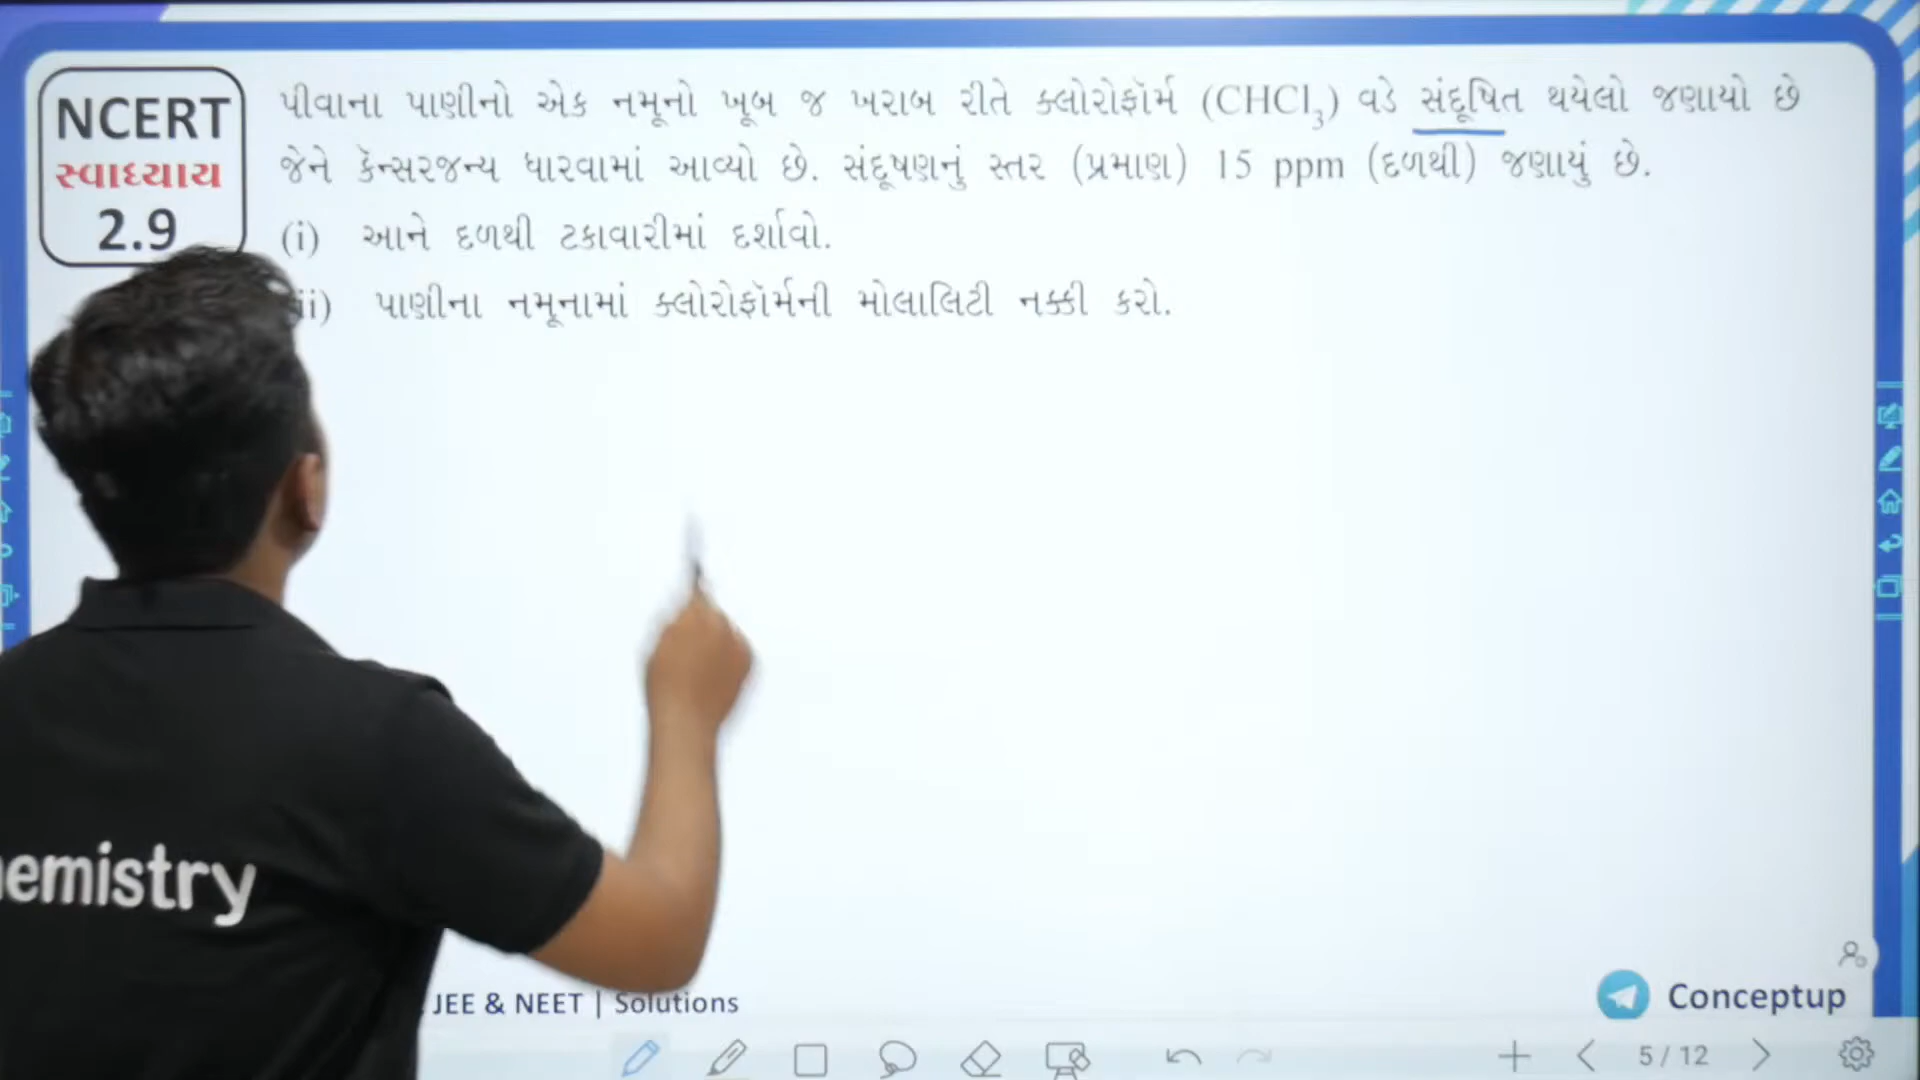 NCERT
સ્વાધ્યાય
2.9
પીવાના પાણીનો એક નમૂનો ખૂબ જ ખરાબ રીતે ક્લોરોફૉર્મ (CHCl₃) વડે સંદૂષિત થયેલો જણાયો છે
જેને કૅન્સરજન્ય ધારવામાં આવ્યો છે. સંદૂષણનું સ્તર (પ્રમાણ) 15 ppm (દળથી) જણાયું છે.
(i) આને દળથી ટકાવારીમાં દર્શાવો.
ii) પાણીના નમૂનામાં ક્લોરોફૉર્મની મોલાલિટી નક્કી કરો.
emistry
JEE & NEET | Solutions
Conceptup
5 / 12